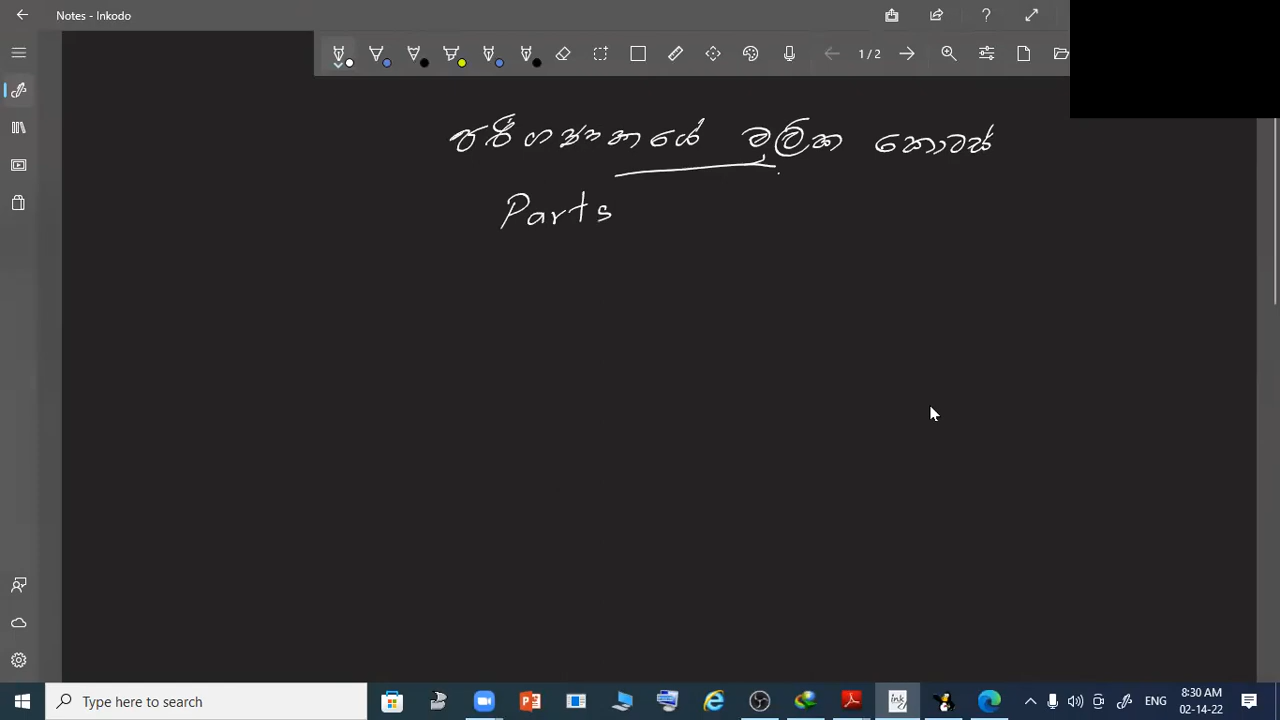 Notes - Inkodo
1/2
පරිගණකයේ මූලික කොටස්
Parts
Type here to search
ENG
8:30 AM
02-14-22